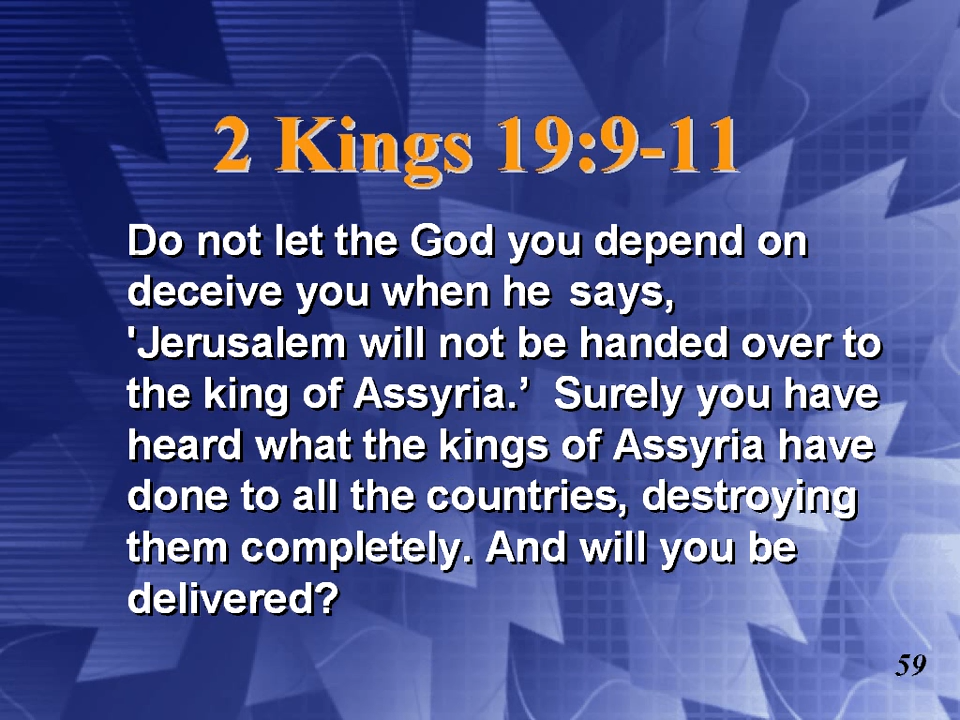 2 Kings 19:9-11
Do not let the God you depend on
deceive you when he says,
'Jerusalem will not be handed over to
the king of Assyria.’ Surely you have
heard what the kings of Assyria have
done to all the countries, destroying
them completely. And will you be
delivered?
59